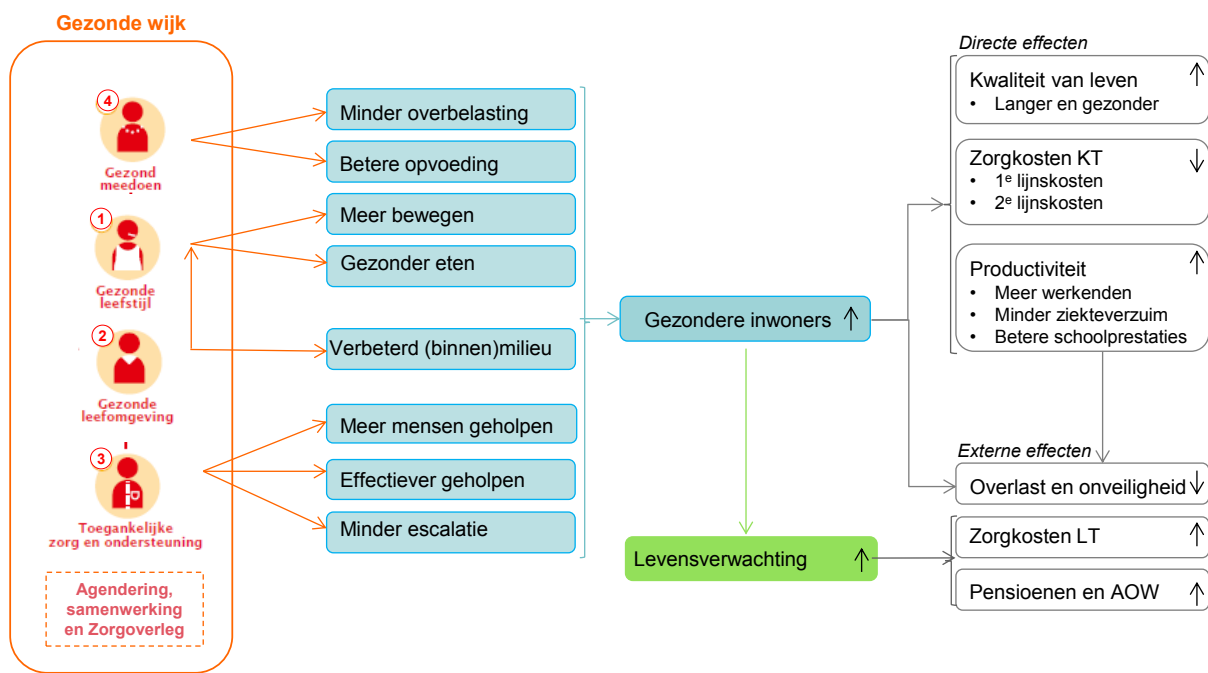 Gezonde wijk
4
Gezond
meedoen
1
Gezonde
leefstijl
2
Gezonde
leefomgeving
3
Toegankelijke
zorg en ondersteuning
Agendering,
samenwerking
en Zorgoverleg
Minder overbelasting
Betere opvoeding
Meer bewegen
Gezonder eten
Verbeterd (binnen)milieu
Meer mensen geholpen
Effectiever geholpen
Minder escalatie
Gezondere inwoners
Levensverwachting
Directe effecten
Kwaliteit van leven
• Langer en gezonder
Zorgkosten KT
• 1e lijnskosten
• 2e lijnskosten
Productiviteit
• Meer werkenden
• Minder ziekteverzuim
• Betere schoolprestaties
Externe effecten
Overlast en onveiligheid
Zorgkosten LT
Pensioenen en AOW